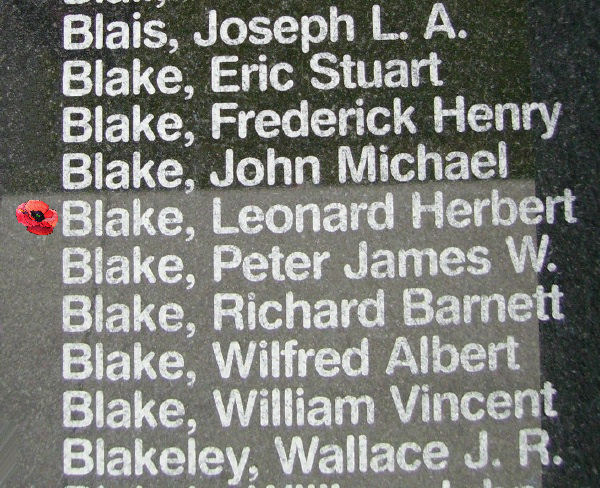 Blais, Joseph L. A.
Blake, Eric Stuart
Blake, Frederick Henry
Blake, John Michael
Blake, Leonard Herbert
Blake, Peter James W.
Blake, Richard Barnett
Blake, Wilfred Albert
Blake, William Vincent
Blakeley, Wallace J. R.